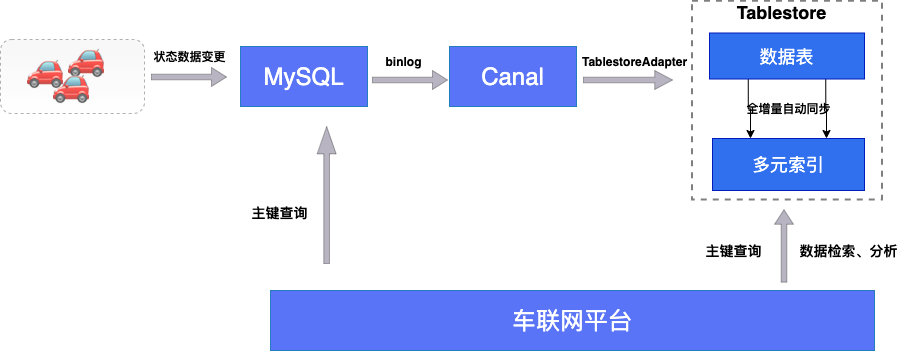 Tablestore
状态数据变更
MySQL
binlog
Canal
TablestoreAdapter
数据表
全增量自动同步
多元索引
主键查询
主键查询
数据检索、分析
车联网平台